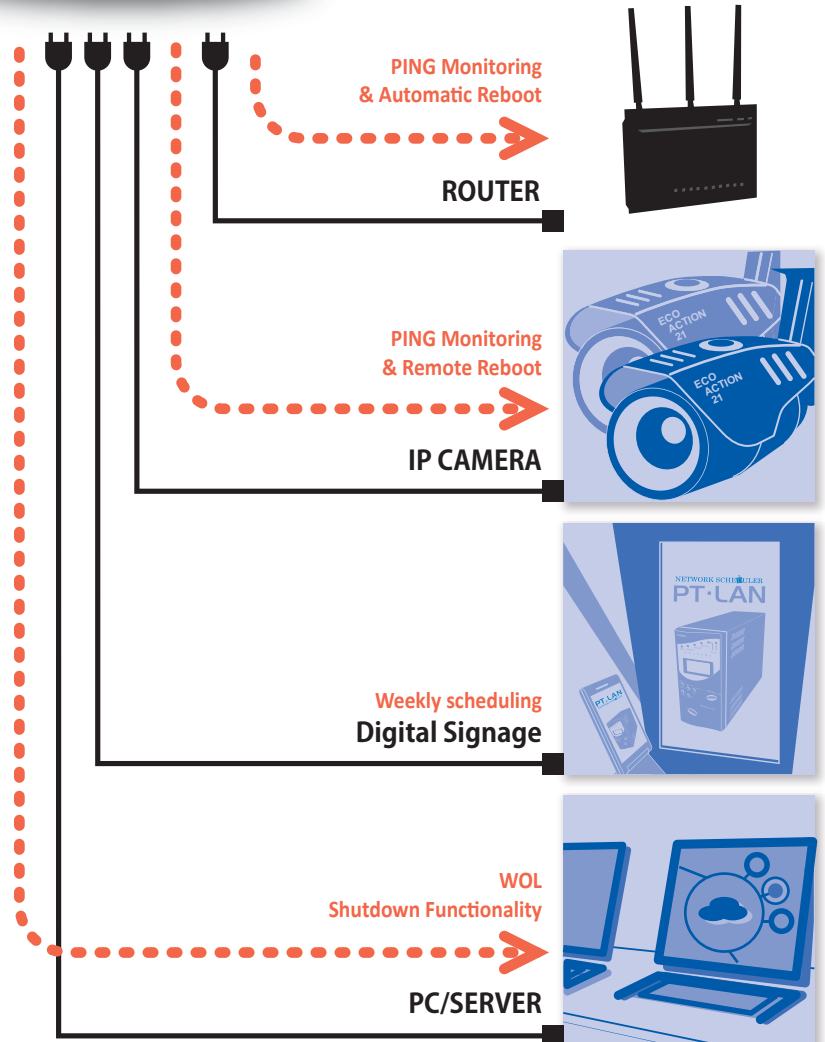 PING Monitoring
& Automatic Reboot
ROUTER
PING Monitoring
& Remote Reboot
IP CAMERA
ECO
ACTION
21
ECO
ACTION
21
NETWORK SCHEDULER
PT·LAN
PT·LAN
Weekly scheduling
Digital Signage
WOL
Shutdown Functionality
PC/SERVER